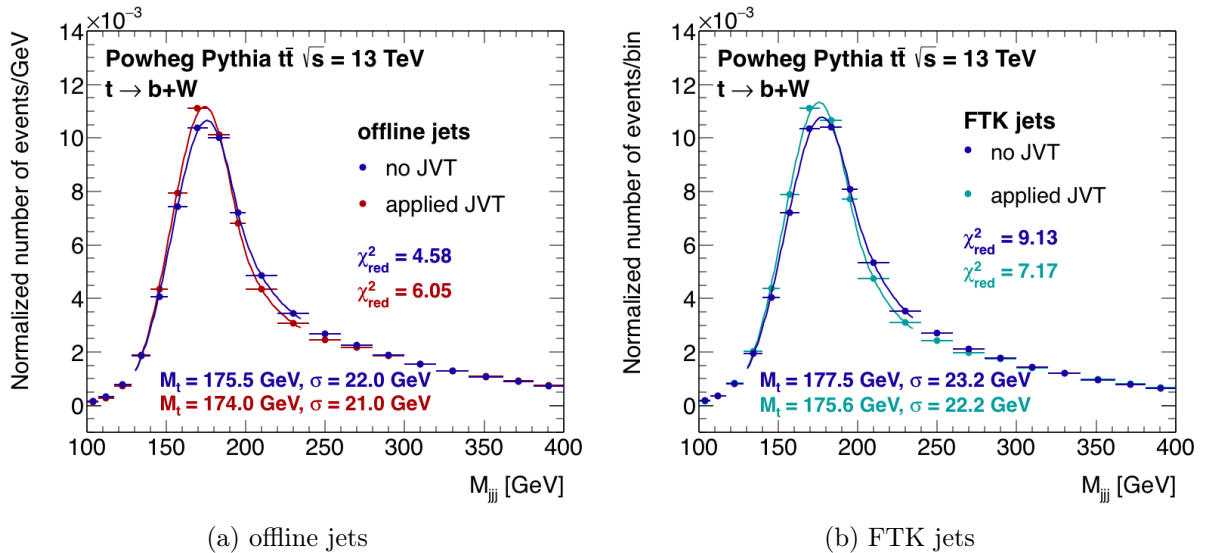 ×10⁻³
14
12
10
8
6
4
2
0
Normalized number of events/GeV
Powheg Pythia tt̄ √s = 13 TeV
t → b+W
offline jets
no JVT
applied JVT
χ²red = 4.58
χ²red = 6.05
Mt = 175.5 GeV, σ = 22.0 GeV
Mt = 174.0 GeV, σ = 21.0 GeV
100 150 200 250 300 350 400
Mjjj [GeV]
(a) offline jets
×10⁻³
14
12
10
8
6
4
2
0
Normalized number of events/bin
Powheg Pythia tt̄ √s = 13 TeV
t → b+W
FTK jets
no JVT
applied JVT
χ²red = 9.13
χ²red = 7.17
Mt = 177.5 GeV, σ = 23.2 GeV
Mt = 175.6 GeV, σ = 22.2 GeV
100 150 200 250 300 350 400
Mjjj [GeV]
(b) FTK jets